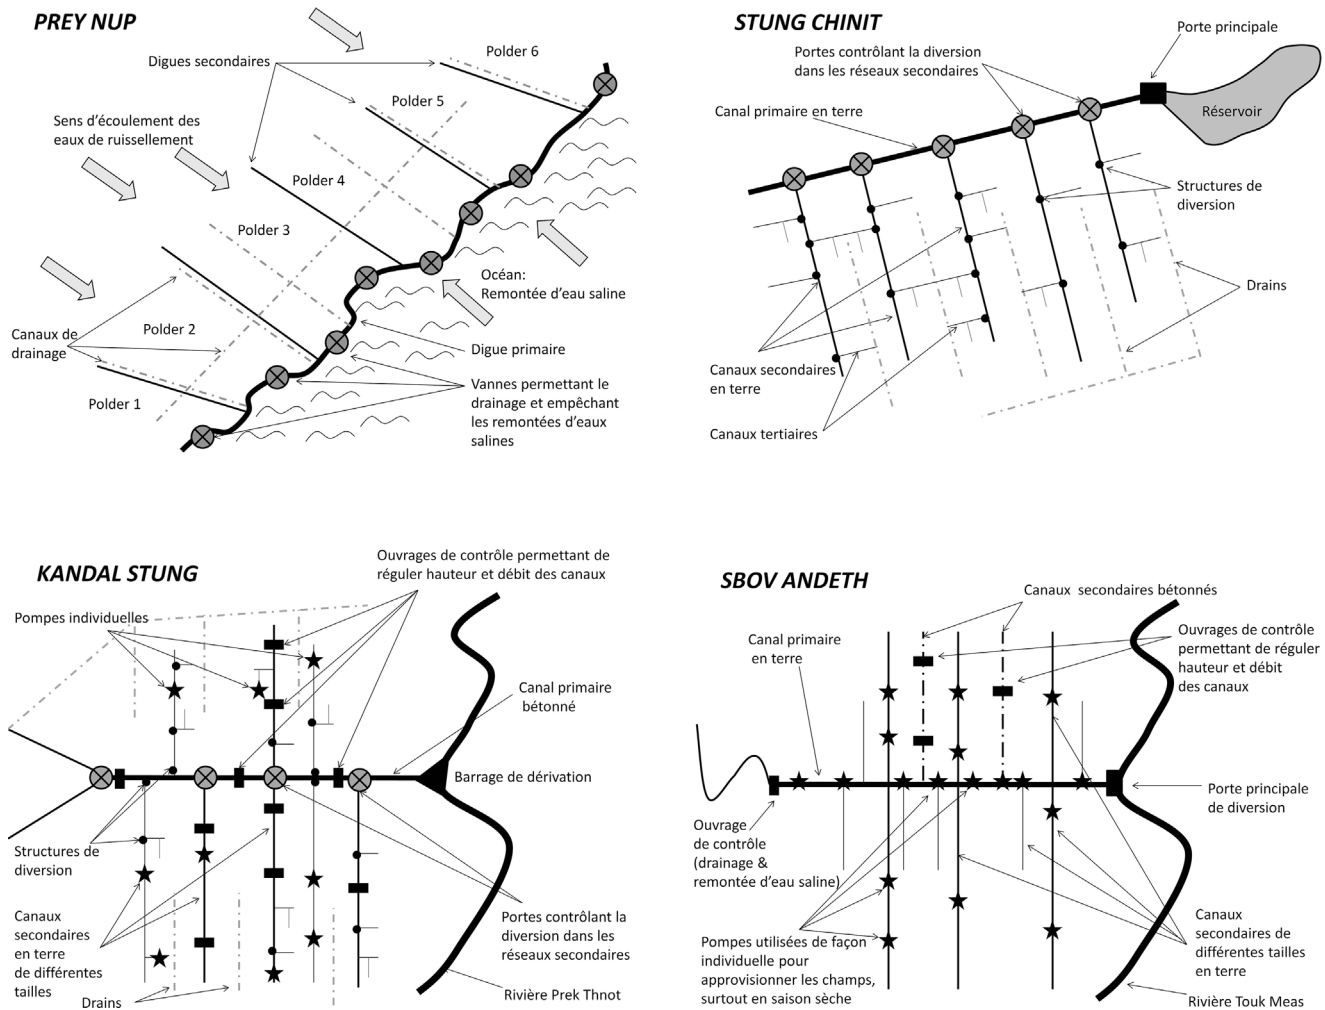 PREY NUP
Digues secondaires
Polder 6
Polder 5
Sens d'écoulement des
eaux de ruissellement
Polder 4
Polder 3
Océan:
Remontée d'eau saline
Canaux de
drainage
Polder 2
Digue primaire
Polder 1
Vannes permettant le
drainage et empêchant
les remontées d'eaux
salines
STUNG CHINIT
Porte principale
Portes contrôlant la diversion
dans les réseaux secondaires
Canal primaire en terre
Réservoir
Structures de
diversion
Drains
Canaux secondaires
en terre
Canaux tertiaires
KANDAL STUNG
Ouvrages de contrôle permettant de
réguler hauteur et débit des canaux
Pompes individuelles
Canal primaire
bétonné
Barrage de dérivation
Structures de
diversion
Canaux
secondaires
en terre
de différentes
tailles
Drains
Portes contrôlant la
diversion dans les
réseaux secondaires
Rivière Prek Thnot
SBOV ANDETH
Canaux  secondaires bétonnés
Canal primaire
en terre
Ouvrages de contrôle
permettant de réguler
hauteur et débit
des canaux
Porte principale
de diversion
Ouvrage
de contrôle
(drainage &
remontée d'eau saline)
Pompes utilisées de façon
individuelle pour
approvisionner les champs,
surtout en saison sèche
Canaux
secondaires de
différentes tailles
en terre
Rivière Touk Meas